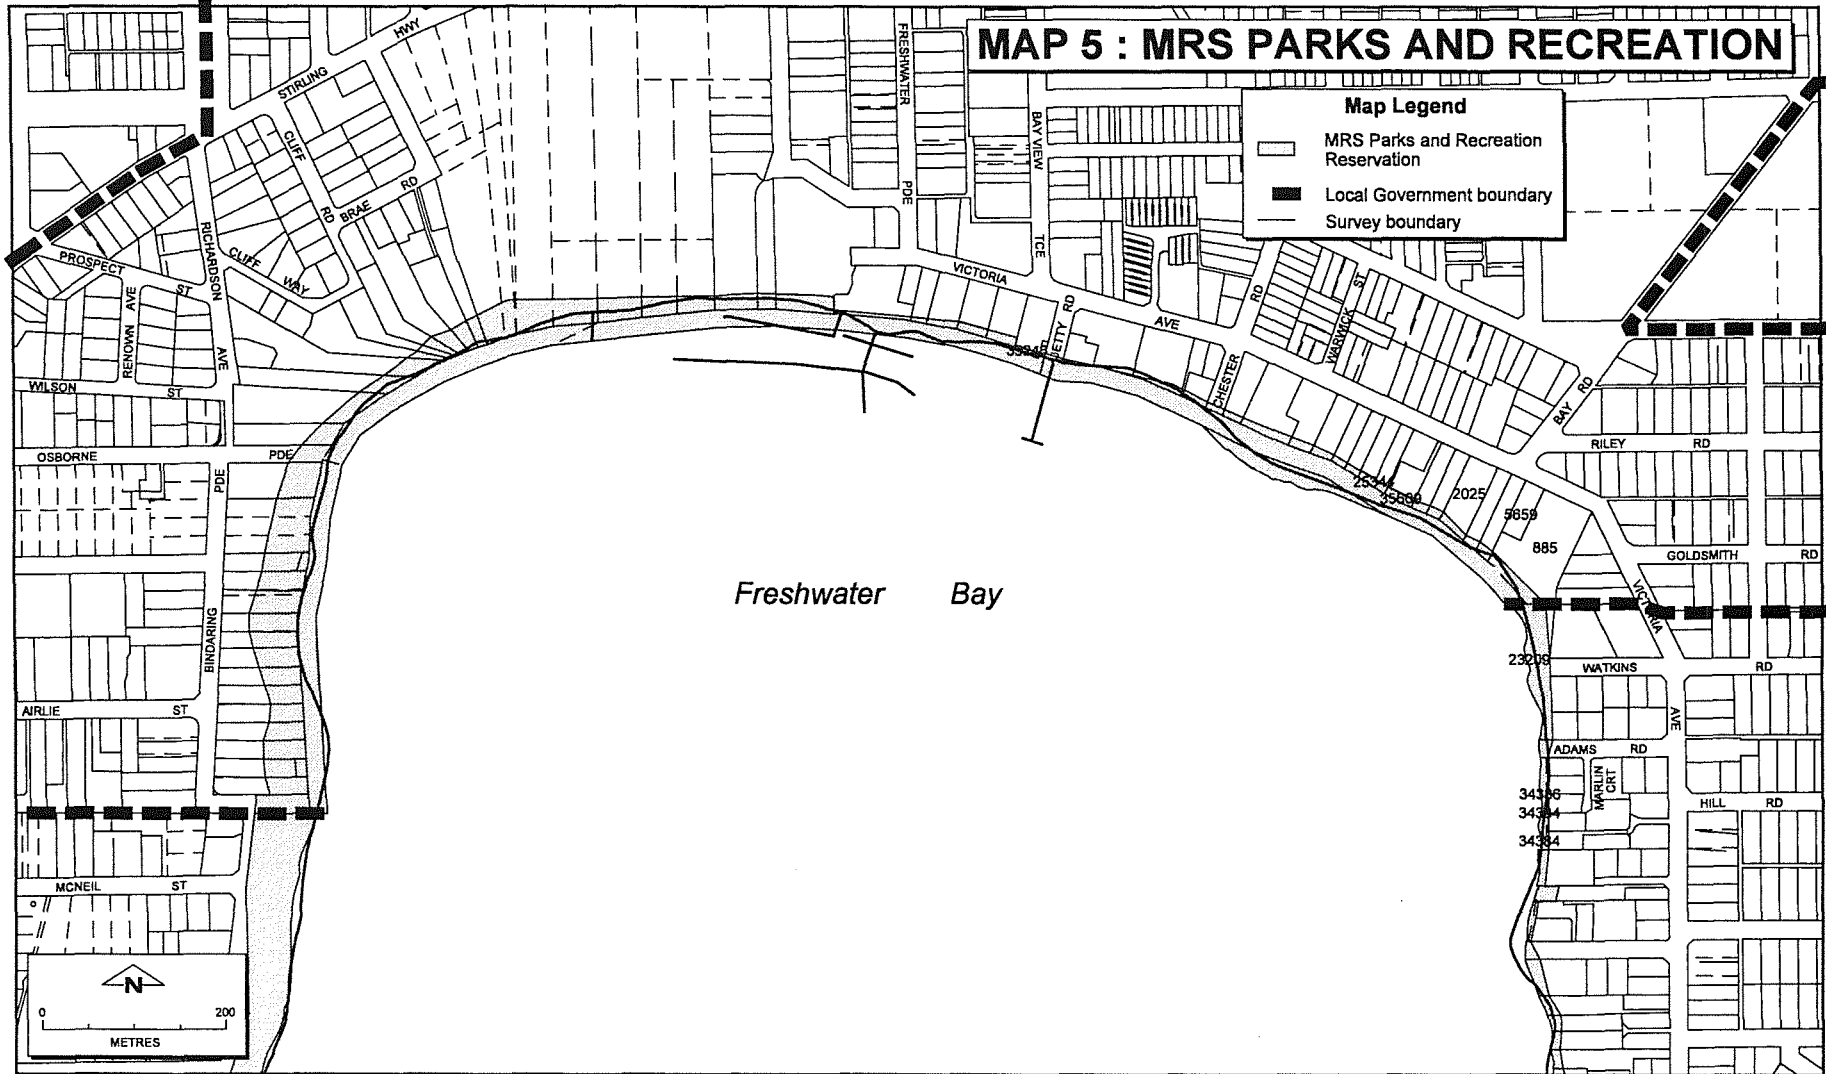 MAP 5 : MRS PARKS AND RECREATION
Map Legend
MRS Parks and Recreation
Reservation
Local Government boundary
Survey boundary
STIRLING
HWY
FRESHWATER
PDE
BAY VIEW
TCE
CLIFF
RD
BRAE
RD
RICHARDSON
AVE
CLIFF
WAY
PROSPECT
ST
RENOWN
AVE
WILSON
ST
OSBORNE
PDE
BINDARING
PDE
AIRLIE
ST
MCNEIL
ST
VICTORIA
AVE
JETTY
RD
CHESTER
RD
WARWICK
ST
BAY
RD
RILEY
RD
GOLDSMITH
RD
VICTORIA
AVE
WATKINS
RD
ADAMS
RD
MARLIN
CRT
HILL
RD
2025
5659
885
23209
34384
Freshwater Bay
N
0
200
METRES